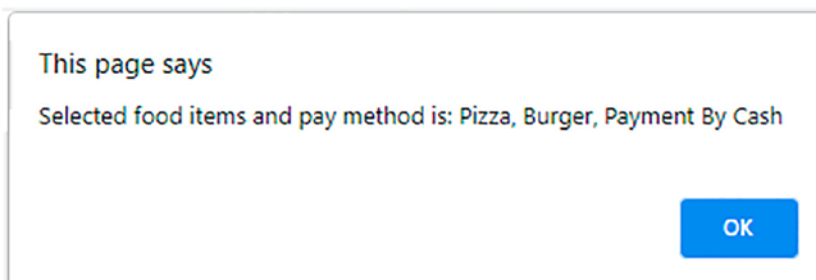 This page says
Selected food items and pay method is: Pizza, Burger, Payment By Cash
OK